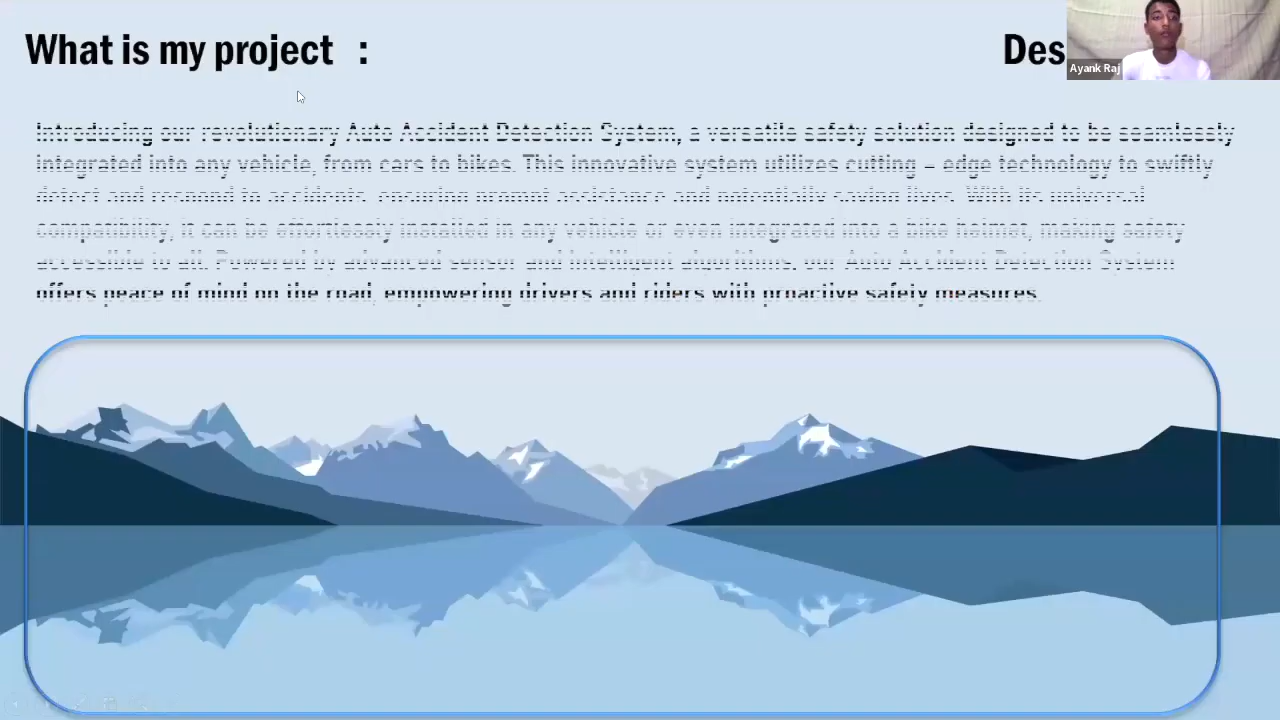 What is my project :
Des
Ayank Raj
Introducing our revolutionary Auto Accident Detection System, a versatile safety solution designed to be seamlessly
integrated into any vehicle, from cars to bikes. This innovative system utilizes cutting – edge technology to swiftly
detect and respond to accidents, ensuring prompt assistance and potentially saving lives. With its universal
compatibility, it can be effortlessly installed in any vehicle or even integrated into a bike helmet, making safety
accessible to all. Powered by advanced sensor and intelligent algorithms, our Auto Accident Detection System
offers peace of mind on the road, empowering drivers and riders with proactive safety measures.